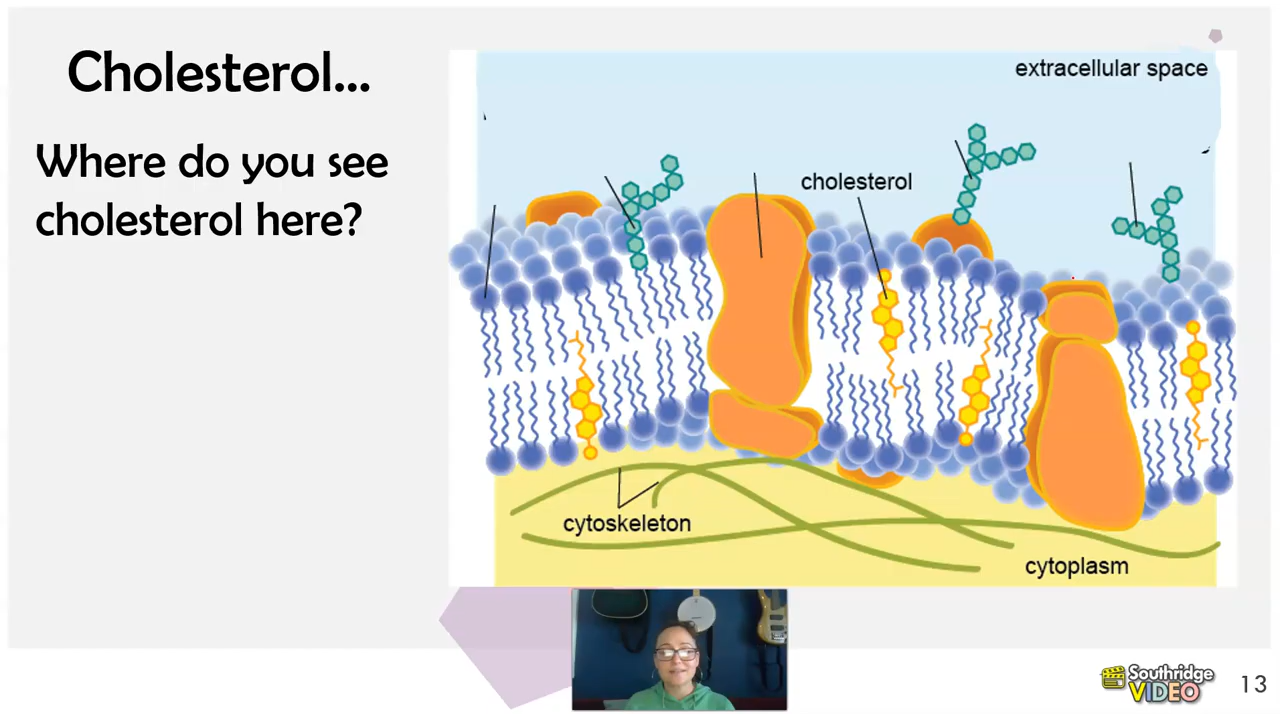 Cholesterol...
Where do you see
cholesterol here?
extracellular space
cholesterol
cytoskeleton
cytoplasm
Southridge
VIDEO
13